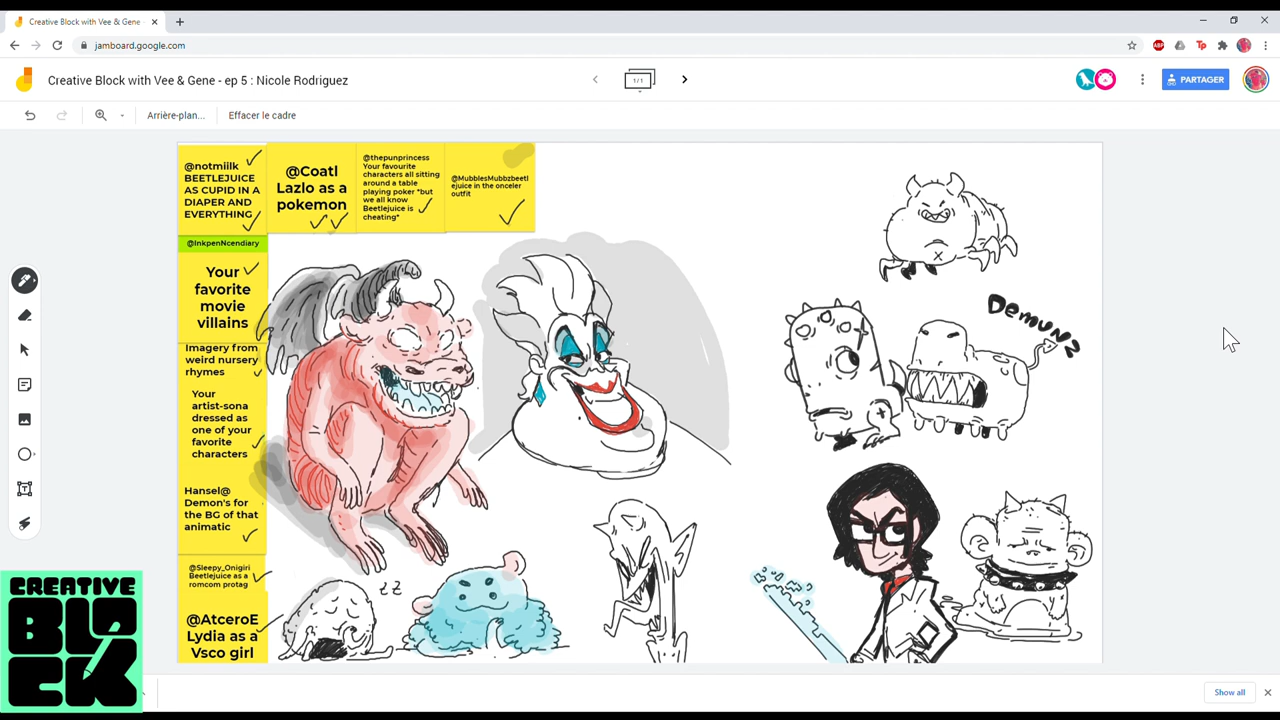 Creative Block with Vee & Gene -
jamboard.google.com
ABP
Tp
Creative Block with Vee & Gene - ep 5 : Nicole Rodriguez
1/1
PARTAGER
Arrière-plan...
Effacer le cadre
@notmiilk
BEETLEJUICE
AS CUPID IN A
DIAPER AND
EVERYTHING
@Coatl
Lazlo as a
pokemon
@thepunprincess
Your favourite
characters all sitting
around a table
playing poker *but
we all know
Beetlejuice is
cheating*
@MubblesMubbzbeetl
ejuice in the onceler
outfit
@InkpenNcendiary
Your
favorite
movie
villains
Imagery from
weird nursery
rhymes
Your
artist-sona
dressed as
one of your
favorite
characters
Hansel@
Demon's for
the BG of that
animatic
@Sleepy_Onigiri
Beetlejuice as a
romcom protag
@AtceroE
Lydia as a
Vsco girl
DemunZ
zz
CREATIVE
BLOCK
Show all